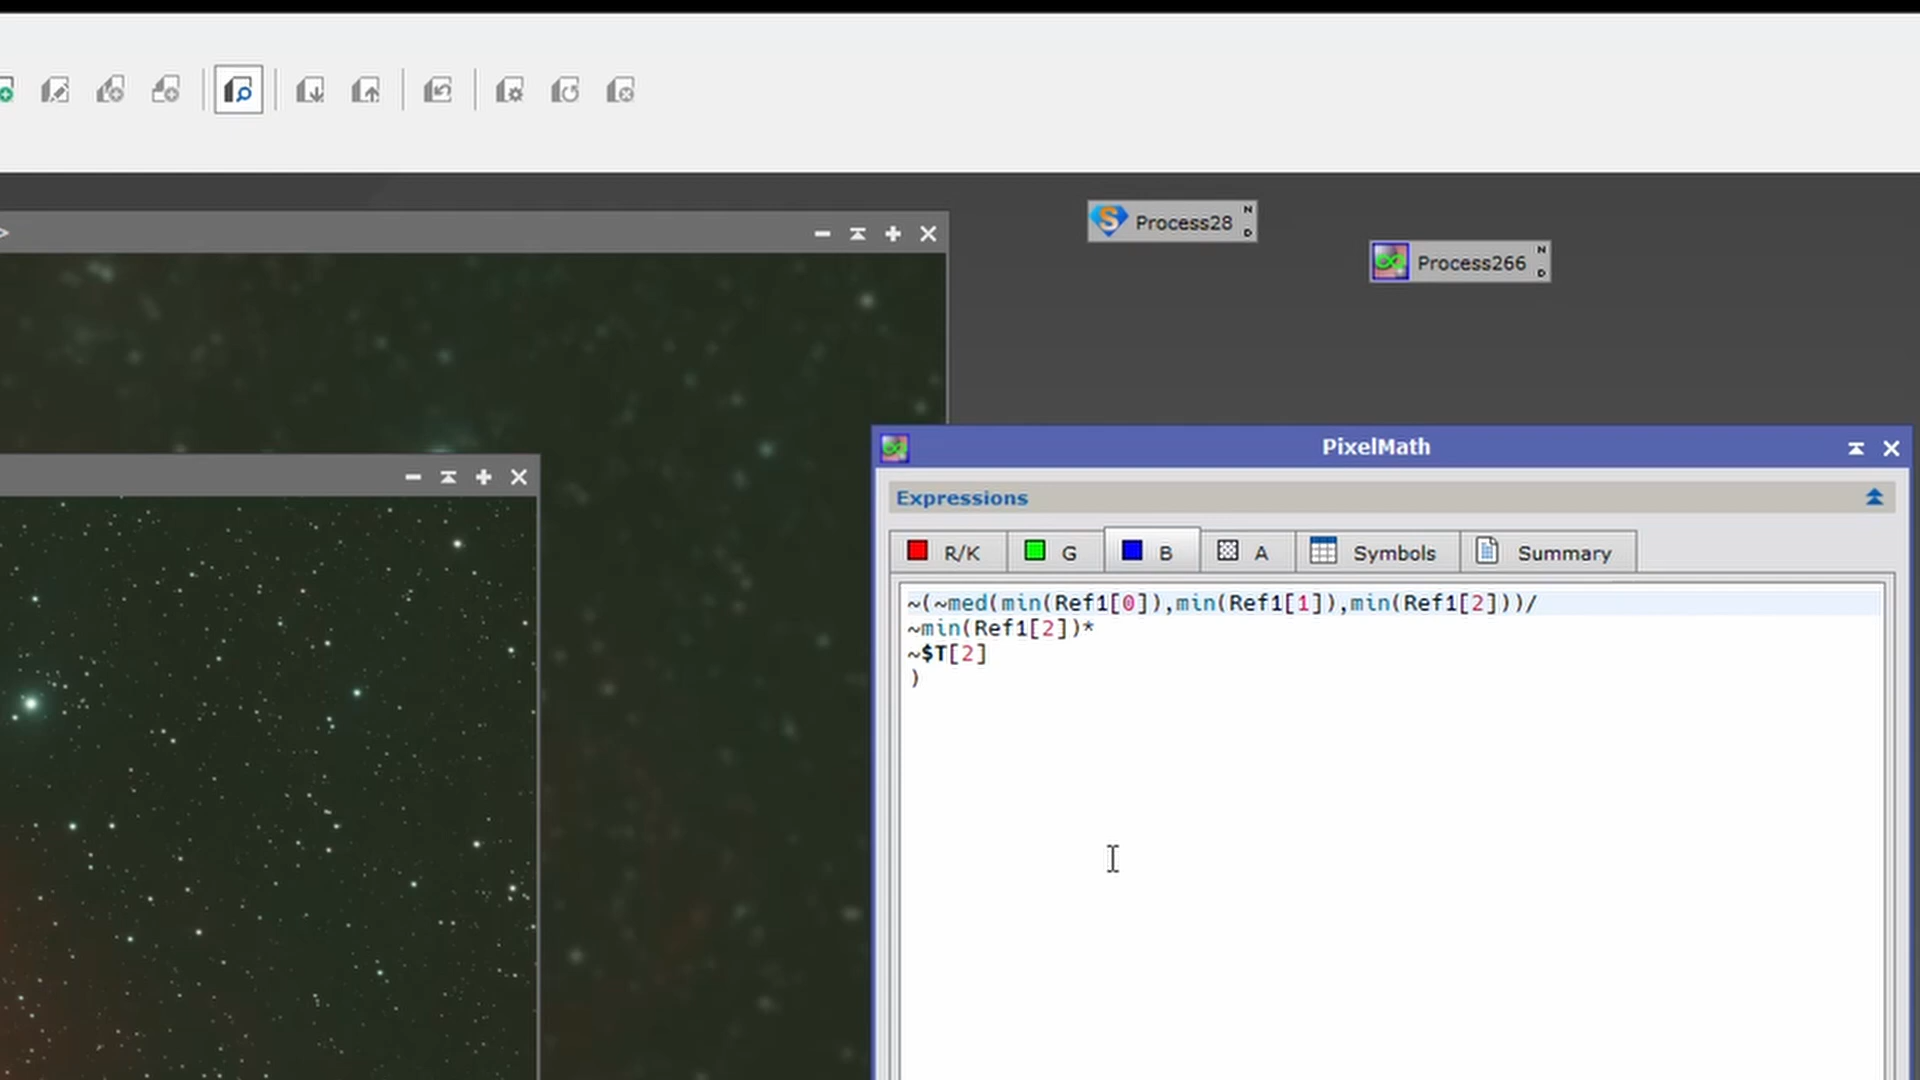 >
Process28 N D
Process266 N D
PixelMath
Expressions
R/K G B A Symbols Summary
~(~med(min(Ref1[0]),min(Ref1[1]),min(Ref1[2]))/
~min(Ref1[2])*
~$T[2]
)